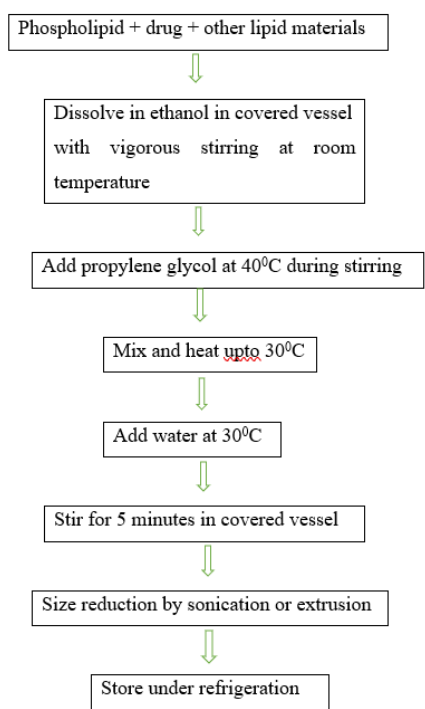 Phospholipid + drug + other lipid materials
Dissolve in ethanol in covered vessel
with vigorous stirring at room
temperature
Add propylene glycol at 40⁰C during stirring
Mix and heat upto 30⁰C
Add water at 30⁰C
Stir for 5 minutes in covered vessel
Size reduction by sonication or extrusion
Store under refrigeration